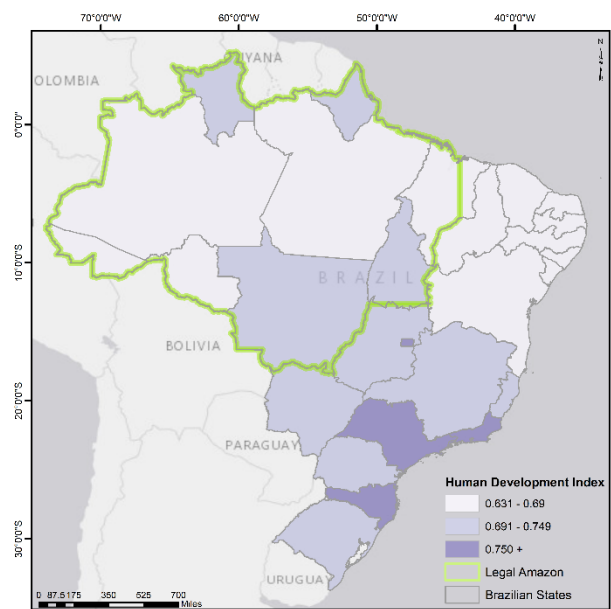 70°0'0"W 60°0'0"W 50°0'0"W 40°0'0"W
N
GUYANA
OLOMBIA
0°0'0"
10°0'0"S
BRAZIL
BOLIVIA
20°0'0"S
PARAGUAY
Human Development Index
0.631 - 0.69
0.691 - 0.749
30°0'0"S
0.750 +
Legal Amazon
URUGUAY
Brazilian States
0 87.5 175 350 525 700
Miles